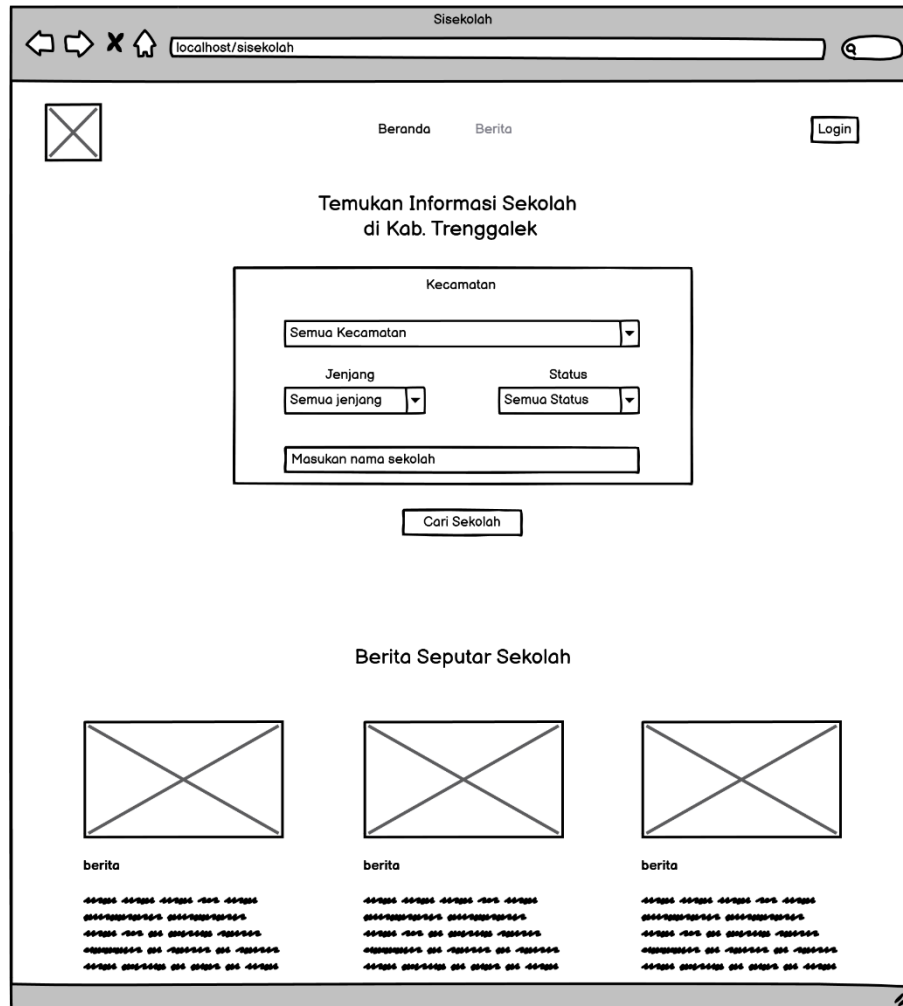 Sisekolah
localhost/sisekolah
Beranda Berita Login
Temukan Informasi Sekolah
di Kab. Trenggalek
Kecamatan
Semua Kecamatan
Jenjang Status
Semua jenjang Semua Status
Masukan nama sekolah
Cari Sekolah
Berita Seputar Sekolah
berita berita berita